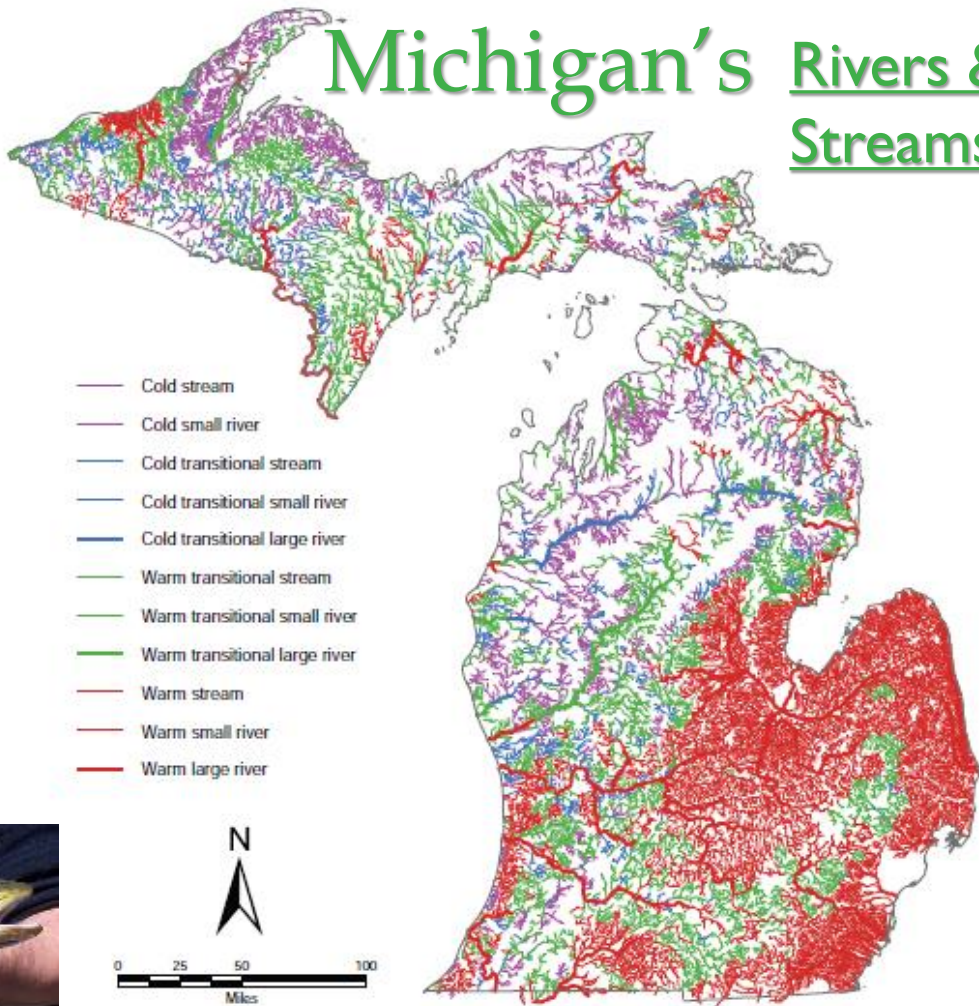 Michigan's Rivers &
Streams
Cold stream
Cold small river
Cold transitional stream
Cold transitional small river
Cold transitional large river
Warm transitional stream
Warm transitional small river
Warm transitional large river
Warm stream
Warm small river
Warm large river
N
0 25 50 100
Miles